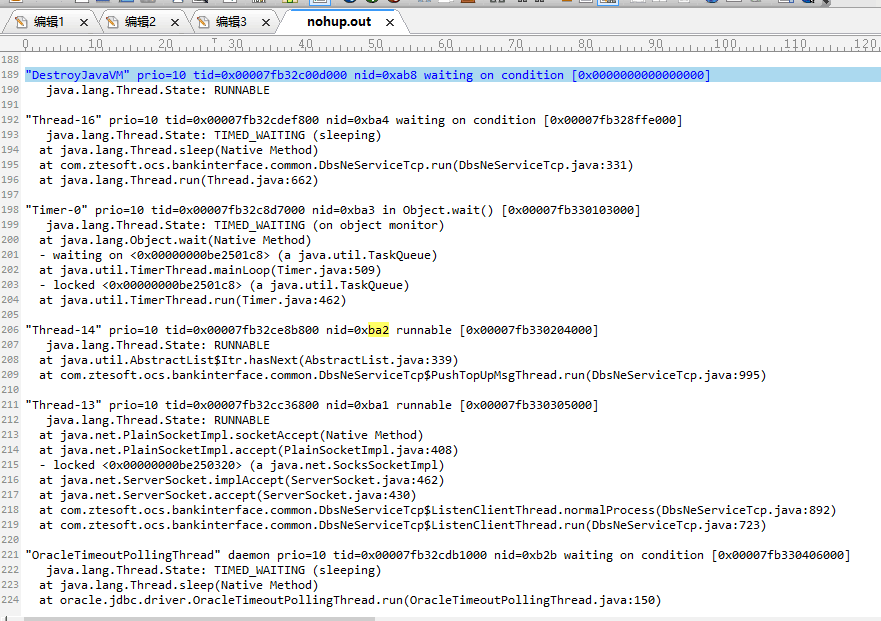 编辑1 × 编辑2 × 编辑3 × nohup.out ×
0 10 20 30 40 50 60 70 80 90 100 110 120
188
189 "DestroyJavaVM" prio=10 tid=0x00007fb32c00d000 nid=0xab8 waiting on condition [0x0000000000000000]
190 java.lang.Thread.State: RUNNABLE
191
192 "Thread-16" prio=10 tid=0x00007fb32cdef800 nid=0xba4 waiting on condition [0x00007fb328ffe000]
193 java.lang.Thread.State: TIMED_WAITING (sleeping)
194 at java.lang.Thread.sleep(Native Method)
195 at com.ztesoft.ocs.bankinterface.common.DbsNeServiceTcp.run(DbsNeServiceTcp.java:331)
196 at java.lang.Thread.run(Thread.java:662)
197
198 "Timer-0" prio=10 tid=0x00007fb32c8d7000 nid=0xba3 in Object.wait() [0x00007fb330103000]
199 java.lang.Thread.State: TIMED_WAITING (on object monitor)
200 at java.lang.Object.wait(Native Method)
201 - waiting on <0x00000000be2501c8> (a java.util.TaskQueue)
202 at java.util.TimerThread.mainLoop(Timer.java:509)
203 - locked <0x00000000be2501c8> (a java.util.TaskQueue)
204 at java.util.TimerThread.run(Timer.java:462)
205
206 "Thread-14" prio=10 tid=0x00007fb32ce8b800 nid=0xba2 runnable [0x00007fb330204000]
207 java.lang.Thread.State: RUNNABLE
208 at java.util.AbstractList$Itr.hasNext(AbstractList.java:339)
209 at com.ztesoft.ocs.bankinterface.common.DbsNeServiceTcp$PushTopUpMsgThread.run(DbsNeServiceTcp.java:995)
210
211 "Thread-13" prio=10 tid=0x00007fb32cc36800 nid=0xba1 runnable [0x00007fb330305000]
212 java.lang.Thread.State: RUNNABLE
213 at java.net.PlainSocketImpl.socketAccept(Native Method)
214 at java.net.PlainSocketImpl.accept(PlainSocketImpl.java:408)
215 - locked <0x00000000be250320> (a java.net.SocksSocketImpl)
216 at java.net.ServerSocket.implAccept(ServerSocket.java:462)
217 at java.net.ServerSocket.accept(ServerSocket.java:430)
218 at com.ztesoft.ocs.bankinterface.common.DbsNeServiceTcp$ListenClientThread.normalProcess(DbsNeServiceTcp.java:892)
219 at com.ztesoft.ocs.bankinterface.common.DbsNeServiceTcp$ListenClientThread.run(DbsNeServiceTcp.java:723)
220
221 "OracleTimeoutPollingThread" daemon prio=10 tid=0x00007fb32cdb1000 nid=0xb2b waiting on condition [0x00007fb330406000]
222 java.lang.Thread.State: TIMED_WAITING (sleeping)
223 at java.lang.Thread.sleep(Native Method)
224 at oracle.jdbc.driver.OracleTimeoutPollingThread.run(OracleTimeoutPollingThread.java:150)